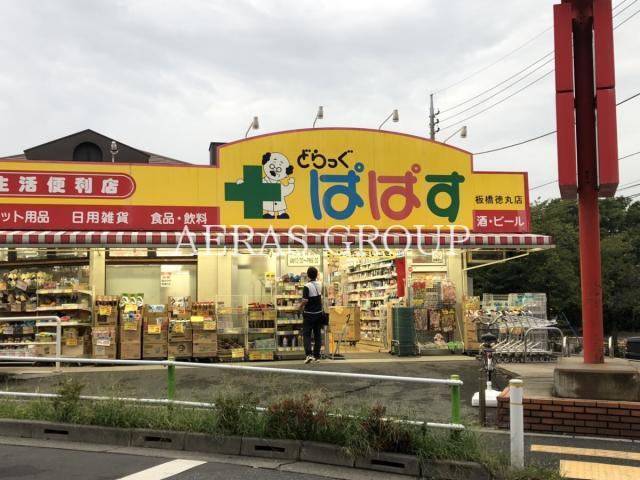 どらっぐ
ぱぱす
板橋徳丸店
生活便利店
ット用品
日用雑貨
食品・飲料
酒・ビール
AERAS GROUP